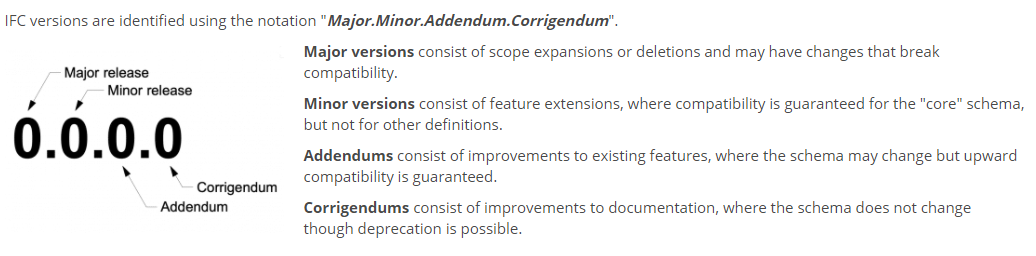 IFC versions are identified using the notation "Major.Minor.Addendum.Corrigendum".
Major release
Minor release
0.0.0.0
Corrigendum
Addendum
Major versions consist of scope expansions or deletions and may have changes that break
compatibility.
Minor versions consist of feature extensions, where compatibility is guaranteed for the "core" schema,
but not for other definitions.
Addendums consist of improvements to existing features, where the schema may change but upward
compatibility is guaranteed.
Corrigendums consist of improvements to documentation, where the schema does not change
though deprecation is possible.